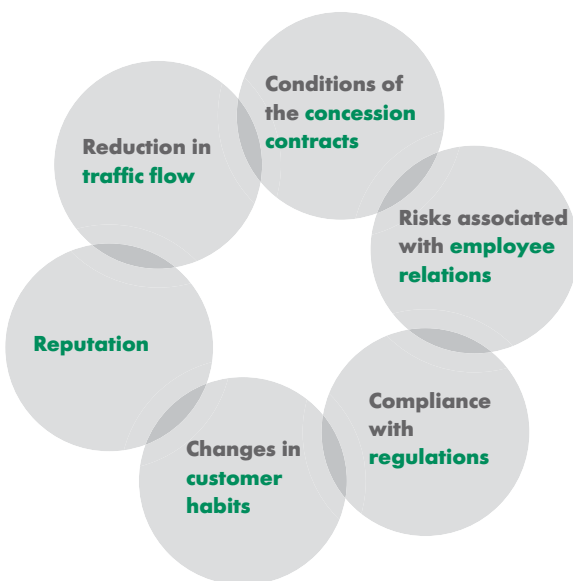 Conditions of
the concession
contracts
Reduction in
traffic flow
Risks associated
with employee
relations
Reputation
Compliance
with
regulations
Changes in
customer
habits